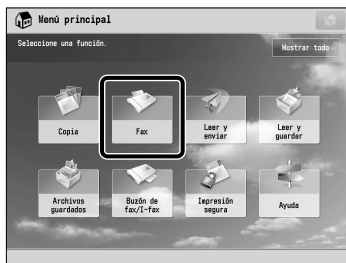 Menú principal
Seleccione una función.
Mostrar todo
Copia
Fax
Leer y
enviar
Leer y
guardar
Archivos
guardados
Buzón de
fax/I-fax
Impresión
segura
Ayuda